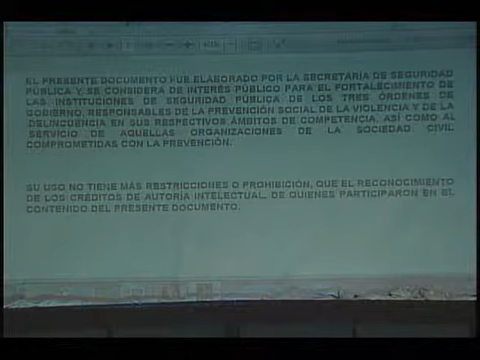 EL PRESENTE DOCUMENTO FUE ELABORADO POR LA SECRETARÍA DE SEGURIDAD
PÚBLICA Y SE CONSIDERA DE INTERÉS PÚBLICO PARA EL FORTALECIMIENTO DE
LAS INSTITUCIONES DE SEGURIDAD PÚBLICA DE LOS TRES ÓRDENES DE
GOBIERNO, RESPONSABLES DE LA PREVENCIÓN SOCIAL DE LA VIOLENCIA Y DE LA
DELINCUENCIA EN SUS RESPECTIVOS ÁMBITOS DE COMPETENCIA, ASÍ COMO AL
SERVICIO DE AQUELLAS ORGANIZACIONES DE LA SOCIEDAD CIVIL
COMPROMETIDAS CON LA PREVENCIÓN.
SU USO NO TIENE MÁS RESTRICCIONES O PROHIBICIÓN, QUE EL RECONOCIMIENTO
DE LOS CRÉDITOS DE AUTORÍA INTELECTUAL, DE QUIENES PARTICIPARON EN EL
CONTENIDO DEL PRESENTE DOCUMENTO.